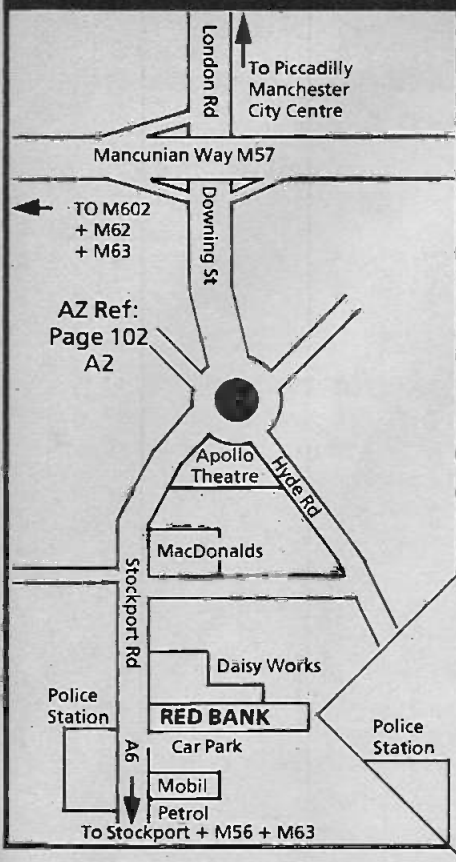 London Rd
To Piccadilly
Manchester
City Centre
Mancunian Way M57
TO M602
+ M62
+ M63
Downing St
AZ Ref:
Page 102
A2
Apollo
Theatre
Hyde Rd
MacDonalds
Stockport Rd
Daisy Works
Police
Station
RED BANK
Police
Station
A6
Car Park
Mobil
Petrol
To Stockport + M56 + M63